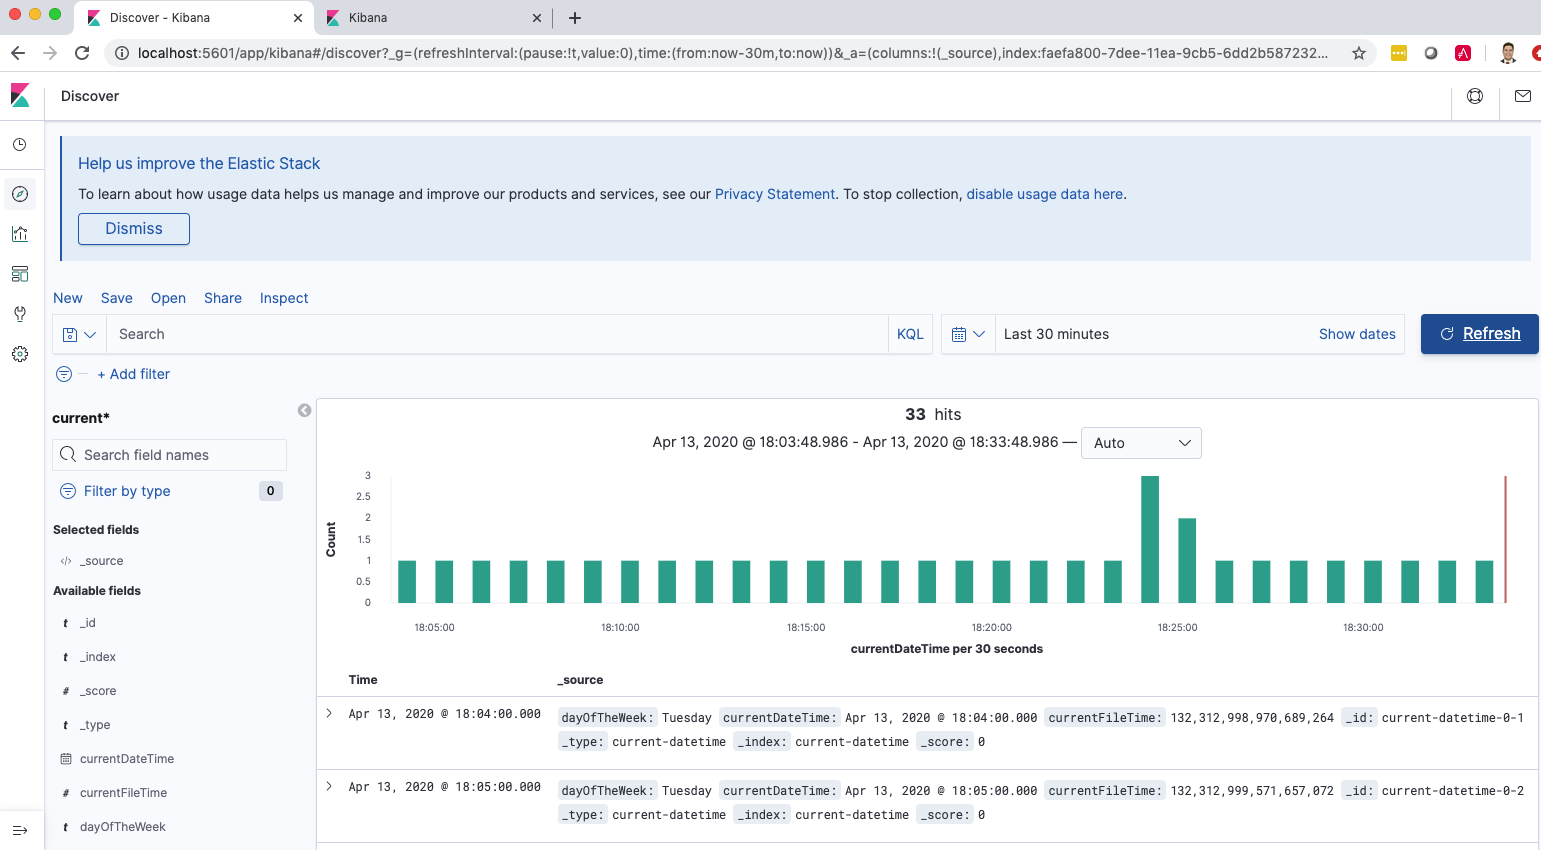 Discover - Kibana
Kibana
localhost:5601/app/kibana#/discover?_g=(refreshInterval:(pause:!t,value:0),time:(from:now-30m,to:now))&_a=(columns:!(_source),index:faefa800-7dee-11ea-9cb5-6dd2b587232...
Discover
Help us improve the Elastic Stack
To learn about how usage data helps us manage and improve our products and services, see our Privacy Statement. To stop collection, disable usage data here.
Dismiss
New Save Open Share Inspect
Search KQL Last 30 minutes Show dates Refresh
+ Add filter
current*
Search field names
Filter by type 0
Selected fields
</> _source
Available fields
t _id
t _index
# _score
t _type
currentDateTime
# currentFileTime
t dayOfTheWeek
33 hits
Apr 13, 2020 @ 18:03:48.986 - Apr 13, 2020 @ 18:33:48.986 — Auto
Count
3
2.5
2
1.5
1
0.5
0
18:05:00 18:10:00 18:15:00 18:20:00 18:25:00 18:30:00
currentDateTime per 30 seconds
Time _source
Apr 13, 2020 @ 18:04:00.000 dayOfTheWeek: Tuesday currentDateTime: Apr 13, 2020 @ 18:04:00.000 currentFileTime: 132,312,998,970,689,264 _id: current-datetime-0-1
_type: current-datetime _index: current-datetime _score: 0
Apr 13, 2020 @ 18:05:00.000 dayOfTheWeek: Tuesday currentDateTime: Apr 13, 2020 @ 18:05:00.000 currentFileTime: 132,312,999,571,657,072 _id: current-datetime-0-2
_type: current-datetime _index: current-datetime _score: 0